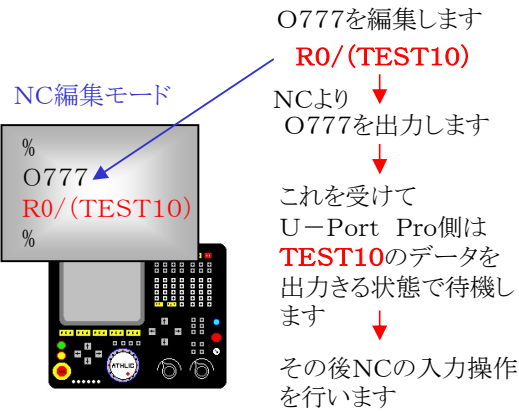 O777を編集します
R0/(TEST10)
NC編集モード
NCより
O777を出力します
%
O777
R0/(TEST10)
%
これを受けて
U－Port Pro側は
TEST10のデータを
出力きる状態で待機し
ます
その後NCの入力操作
を行います
ATHLIC